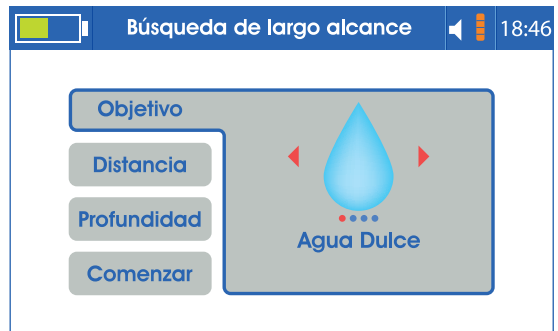 Búsqueda de largo alcance
18:46
Objetivo
Distancia
Profundidad
Comenzar
Agua Dulce